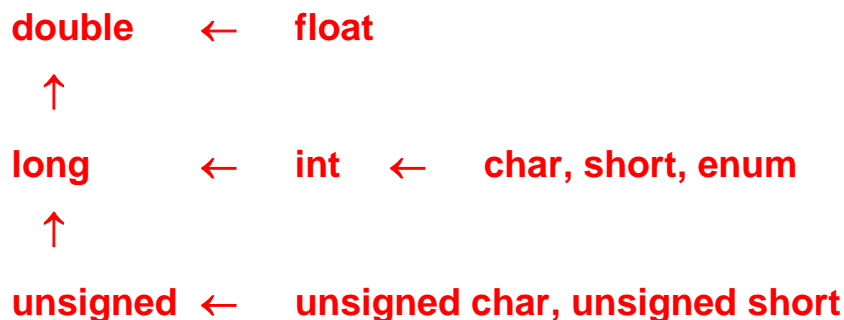 double ← float
↑
long ← int ← char, short, enum
↑
unsigned ← unsigned char, unsigned short